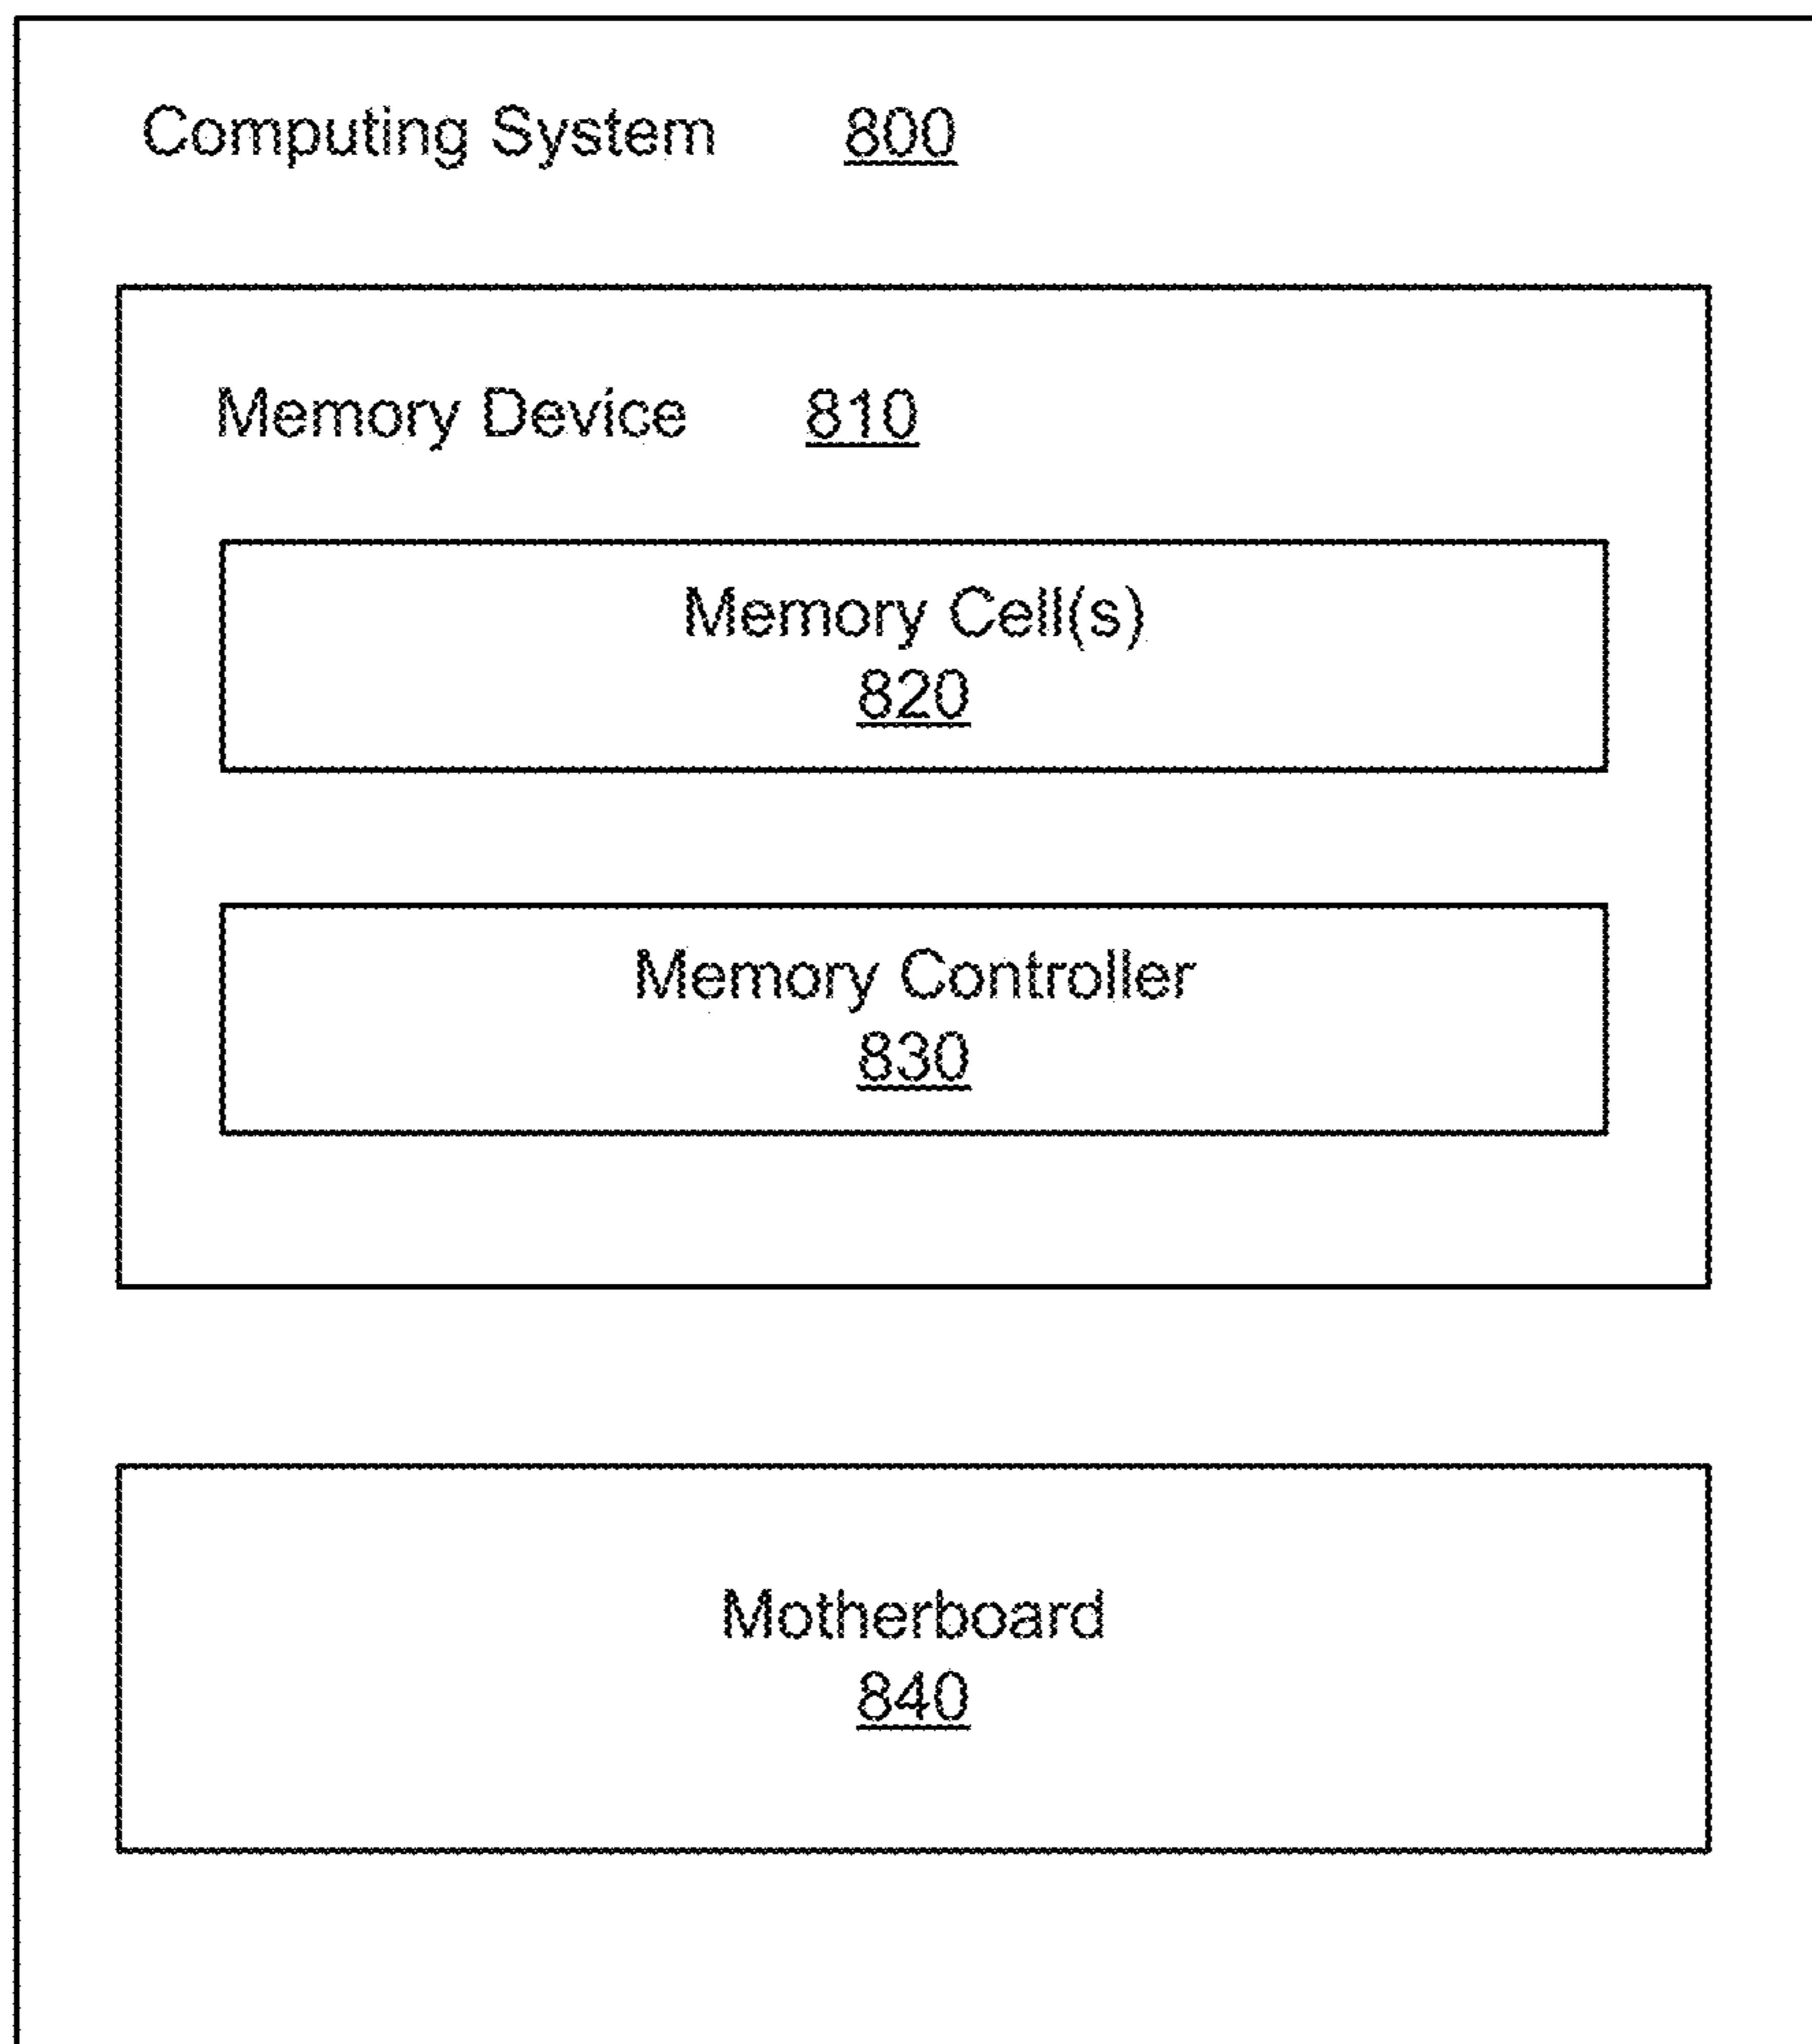 Computing System 800
Memory Device 810
Memory Cell(s)
820
Memory Controller
830
Motherboard
840